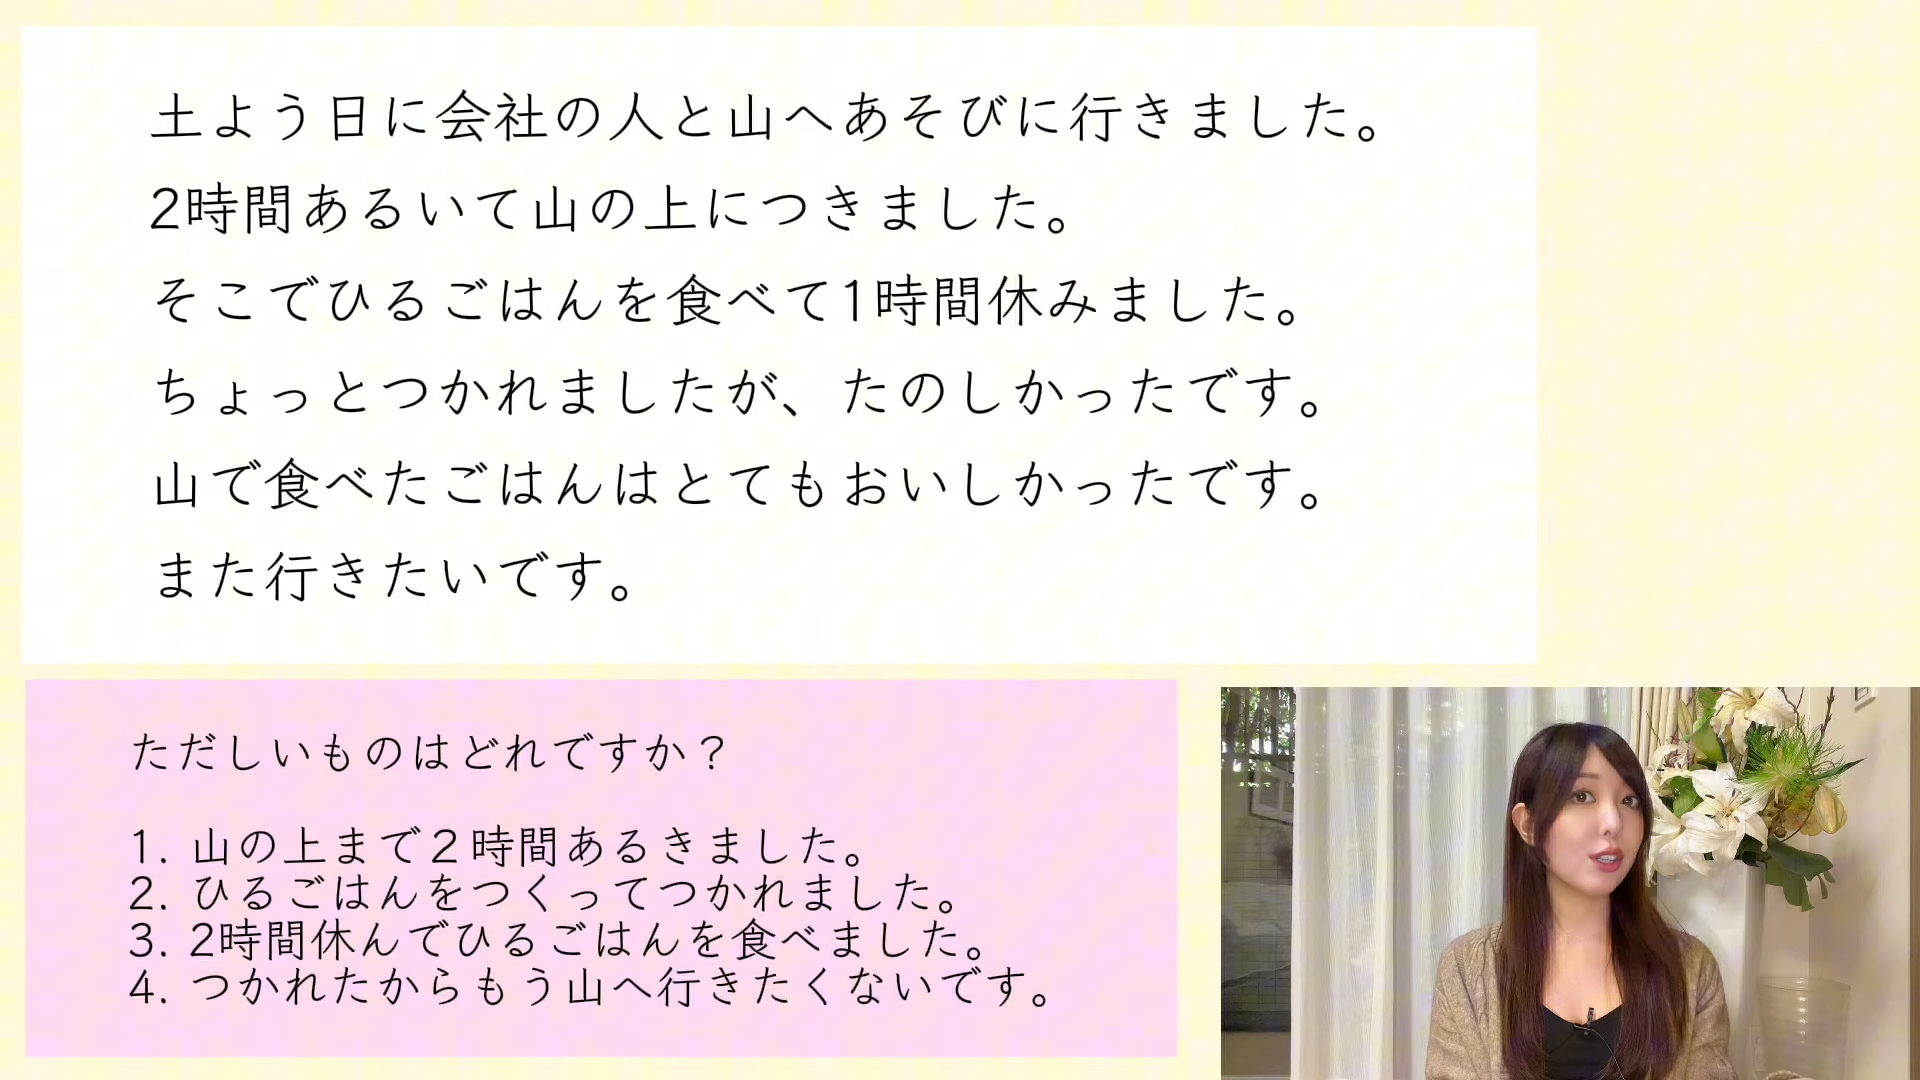 土よう日に会社の人と山へあそびに行きました。
2時間あるいて山の上につきました。
そこでひるごはんを食べて1時間休みました。
ちょっとつかれましたが、たのしかったです。
山で食べたごはんはとてもおいしかったです。
また行きたいです。
ただしいものはどれですか？
1. 山の上まで２時間あるきました。
2. ひるごはんをつくってつかれました。
3. 2時間休んでひるごはんを食べました。
4. つかれたからもう山へ行きたくないです。